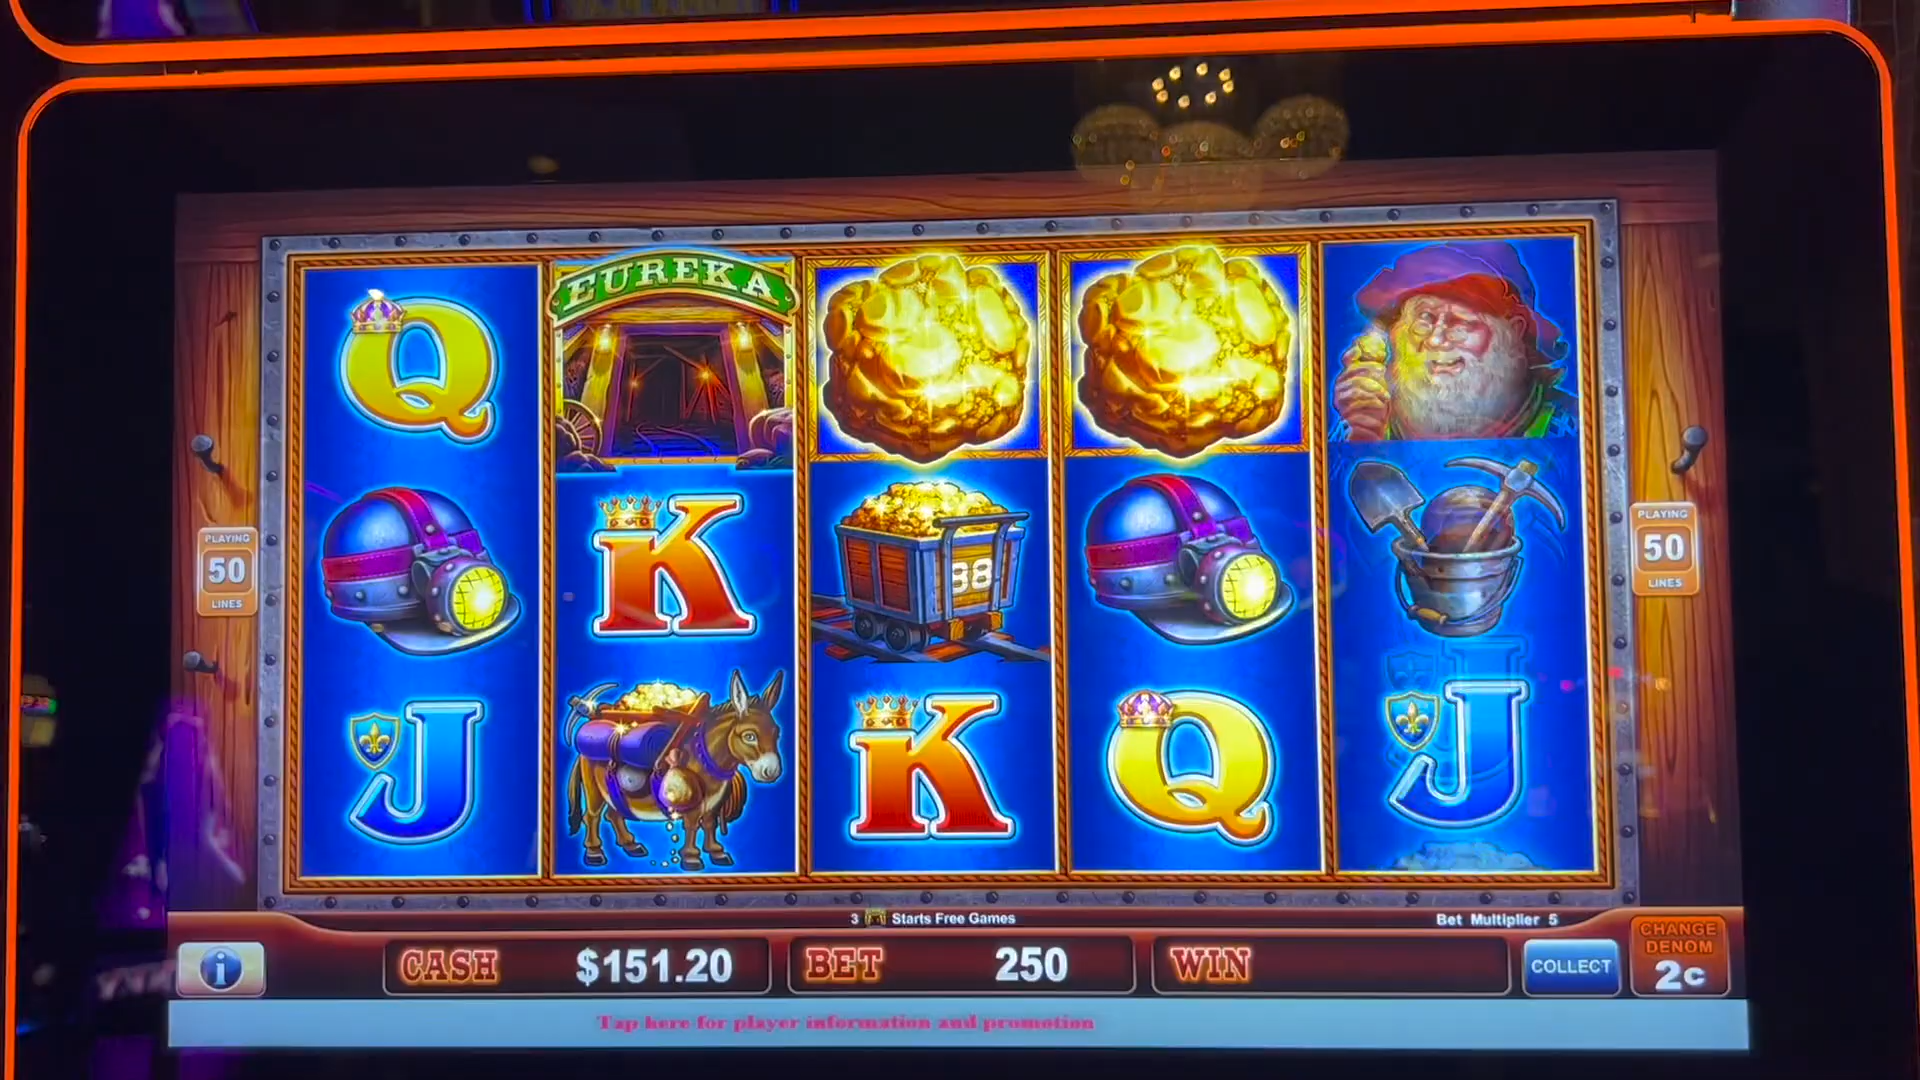 EUREKA
Q
K
88
PLAYING
50
LINES
PLAYING
50
LINES
J
K
Q
J
3 Starts Free Games
Bet Multiplier 5
CASH $151.20
BET 250
WIN
COLLECT
CHANGE
DENOM
2c
i
Tap here for player information and promotion